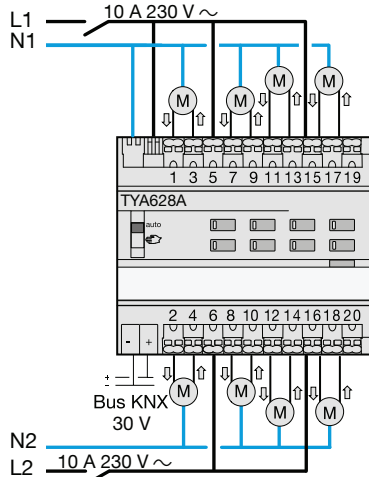 L1 10 A 230 V ~
N1
M M M M
1 3 5 7 9 11 13 15 17 19
TYA628A
auto
2 4 6 8 10 12 14 16 18 20
- +
Bus KNX
30 V
M M M M
N2
L2 10 A 230 V ~